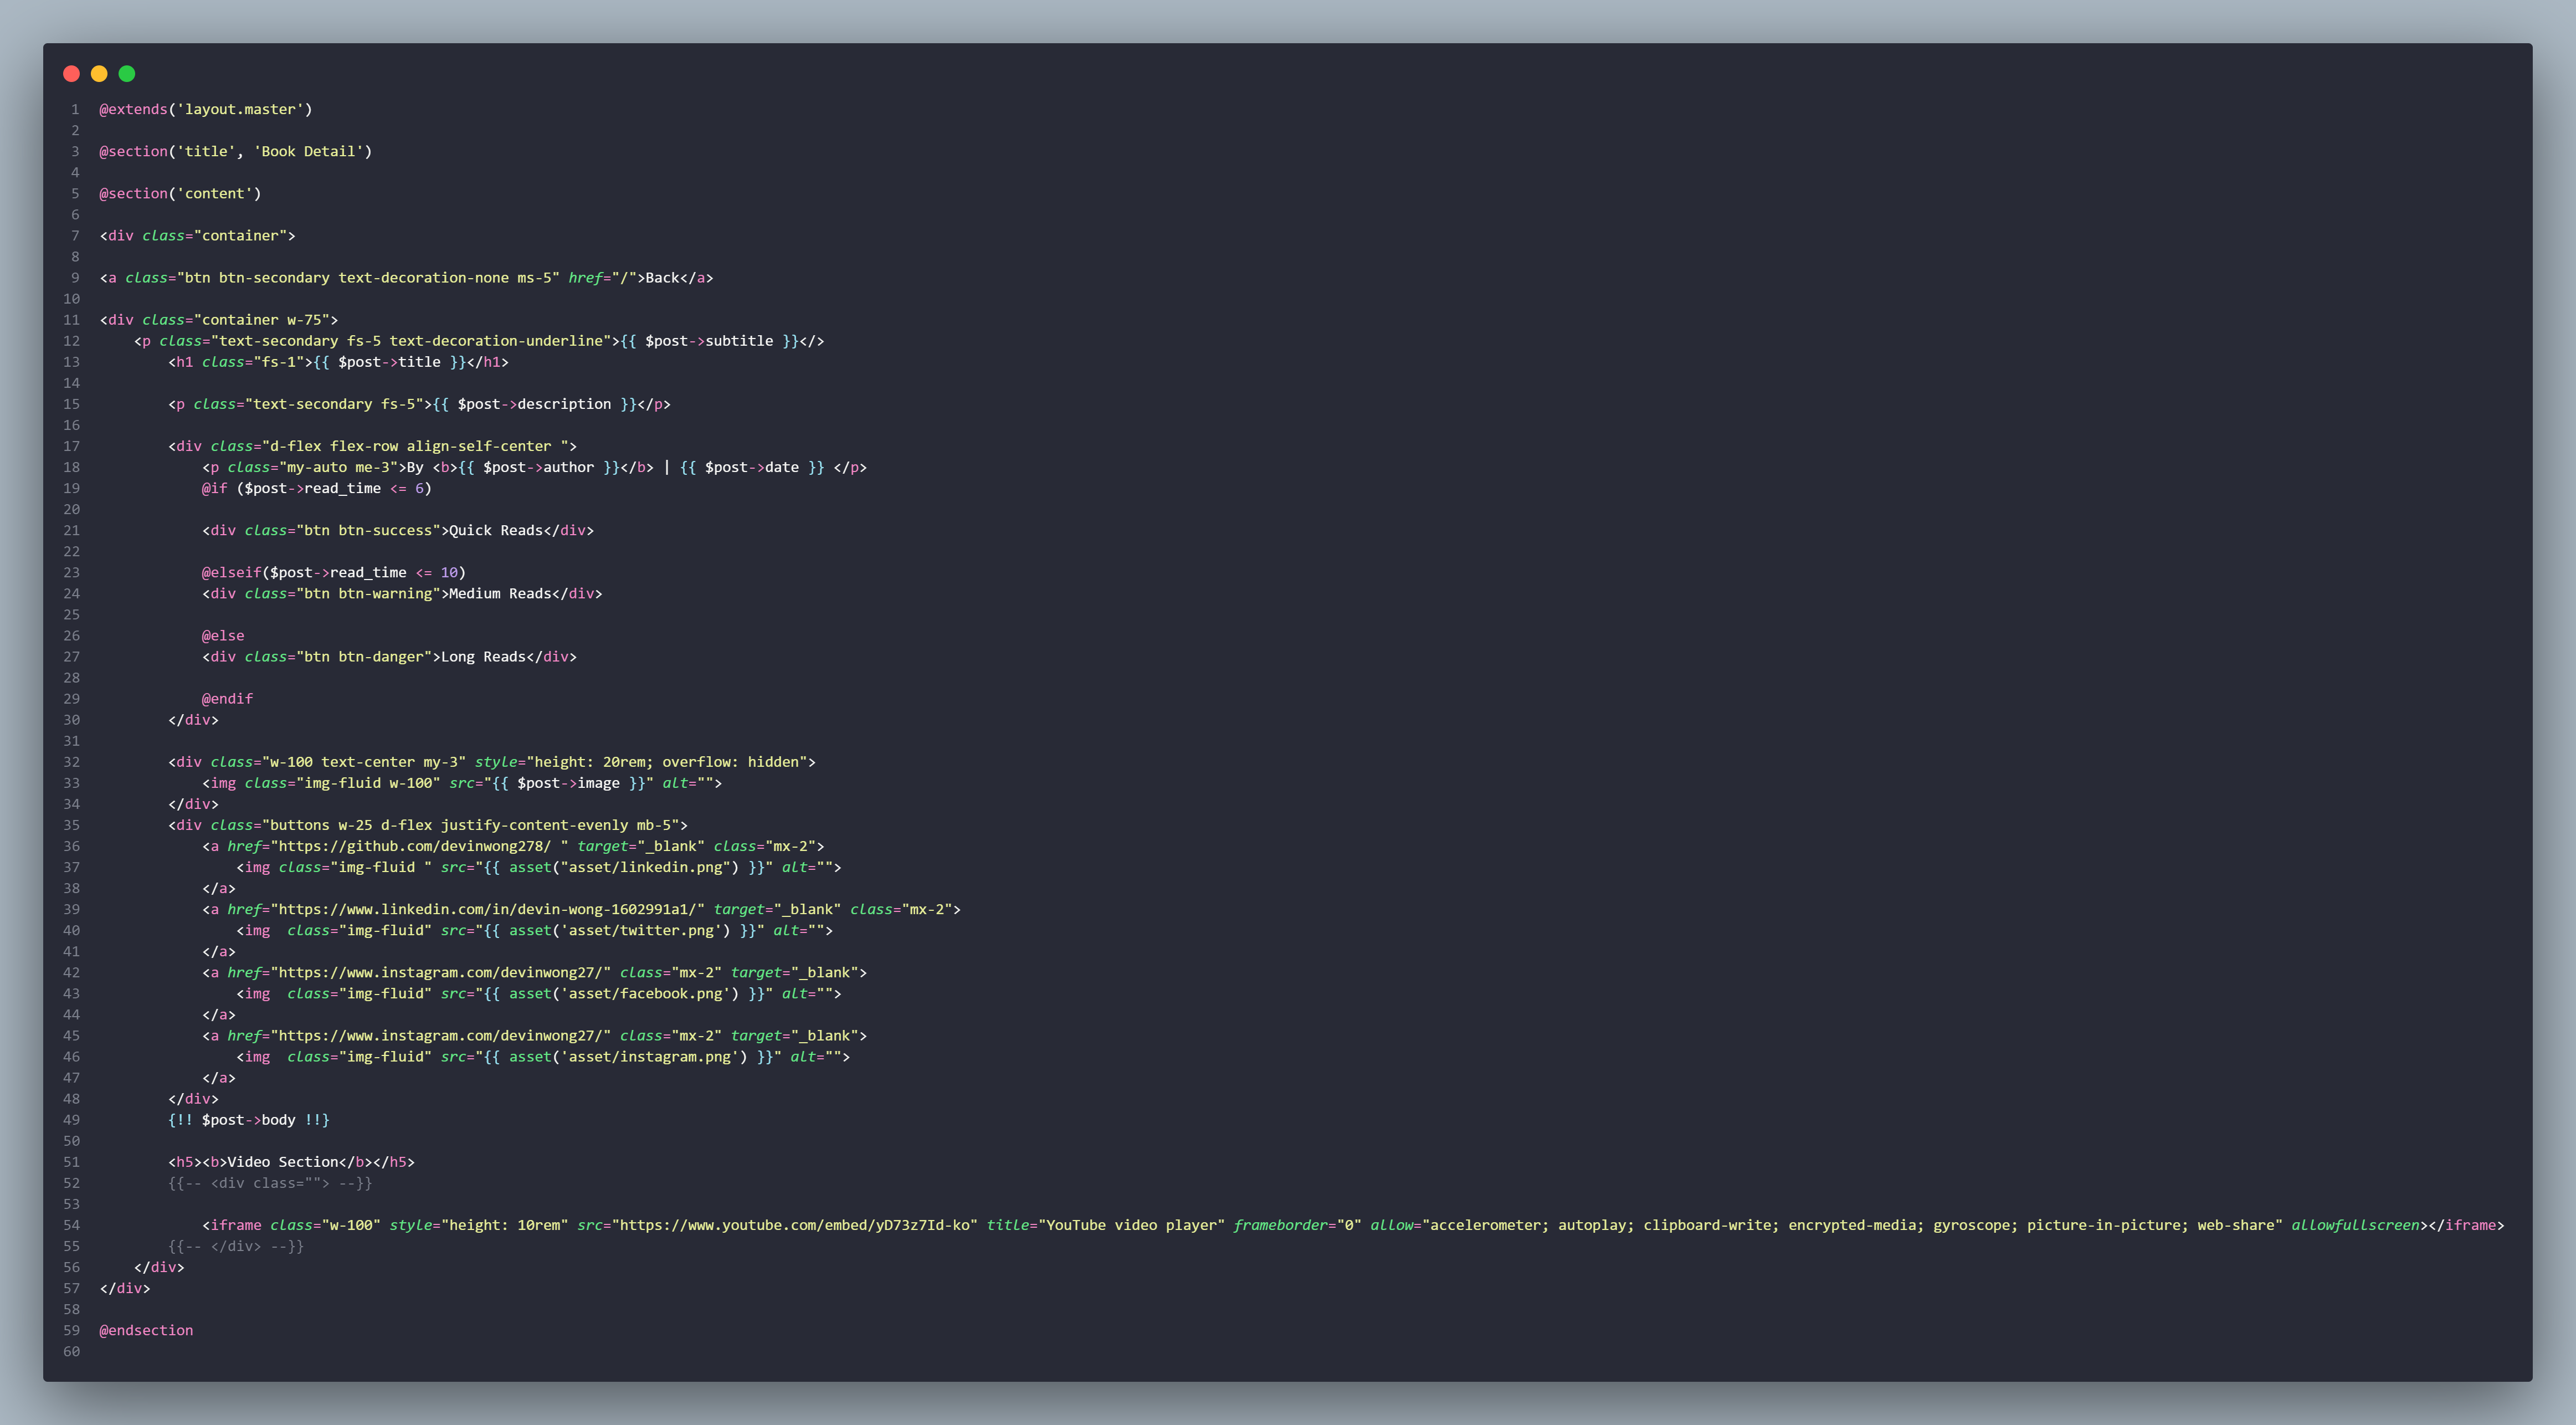 1 @extends('layout.master')
2
3 @section('title', 'Book Detail')
4
5 @section('content')
6
7 <div class="container">
8
9 <a class="btn btn-secondary text-decoration-none ms-5" href="/">Back</a>
10
11 <div class="container w-75">
12     <p class="text-secondary fs-5 text-decoration-underline">{{ $post->subtitle }}</>
13         <h1 class="fs-1">{{ $post->title }}</h1>
14
15         <p class="text-secondary fs-5">{{ $post->description }}</p>
16
17         <div class="d-flex flex-row align-self-center ">
18             <p class="my-auto me-3">By <b>{{ $post->author }}</b> | {{ $post->date }} </p>
19             @if ($post->read_time <= 6)
20
21             <div class="btn btn-success">Quick Reads</div>
22
23             @elseif($post->read_time <= 10)
24             <div class="btn btn-warning">Medium Reads</div>
25
26             @else
27             <div class="btn btn-danger">Long Reads</div>
28
29             @endif
30         </div>
31
32         <div class="w-100 text-center my-3" style="height: 20rem; overflow: hidden">
33             <img class="img-fluid w-100" src="{{ $post->image }}" alt="">
34         </div>
35         <div class="buttons w-25 d-flex justify-content-evenly mb-5">
36             <a href="https://github.com/devinwong278/ " target="_blank" class="mx-2">
37                 <img class="img-fluid " src="{{ asset("asset/linkedin.png") }}" alt="">
38             </a>
39             <a href="https://www.linkedin.com/in/devin-wong-1602991a1/" target="_blank" class="mx-2">
40                 <img  class="img-fluid" src="{{ asset('asset/twitter.png') }}" alt="">
41             </a>
42             <a href="https://www.instagram.com/devinwong27/" class="mx-2" target="_blank">
43                 <img  class="img-fluid" src="{{ asset('asset/facebook.png') }}" alt="">
44             </a>
45             <a href="https://www.instagram.com/devinwong27/" class="mx-2" target="_blank">
46                 <img  class="img-fluid" src="{{ asset('asset/instagram.png') }}" alt="">
47             </a>
48         </div>
49         {!! $post->body !!}
50
51         <h5><b>Video Section</b></h5>
52         {{-- <div class=""> --}}
53
54             <iframe class="w-100" style="height: 10rem" src="https://www.youtube.com/embed/yD73z7Id-ko" title="YouTube video player" frameborder="0" allow="accelerometer; autoplay; clipboard-write; encrypted-media; gyroscope; picture-in-picture; web-share" allowfullscreen></iframe>
55         {{-- </div> --}}
56     </div>
57 </div>
58
59 @endsection
60